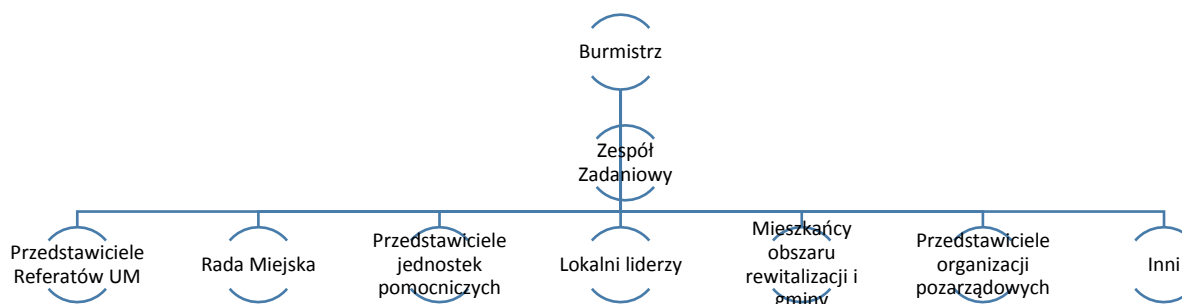 Burmistrz
Zespół
Zadaniowy
Przedstawiciele
Referatów UM
Rada Miejska
Przedstawiciele
jednostek
pomocniczych
Lokalni liderzy
Mieszkańcy
obszaru
rewitalizacji i
gminy
Przedstawiciele
organizacji
pozarządowych
Inni